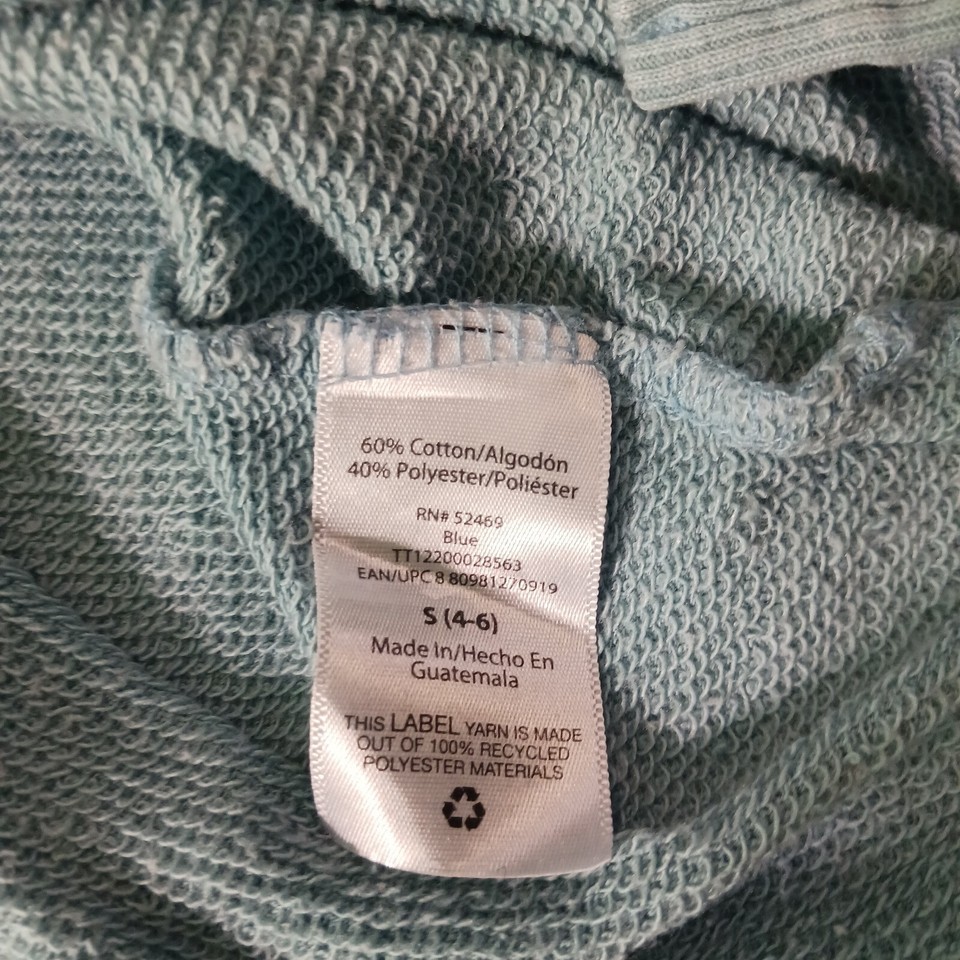 60% Cotton/Algodón
40% Polyester/Poliéster
RN# 52469
Blue
TT12200028563
EAN/UPC 8 80981270919
S (4-6)
Made In/Hecho En
Guatemala
THIS LABEL YARN IS MADE
OUT OF 100% RECYCLED
POLYESTER MATERIALS